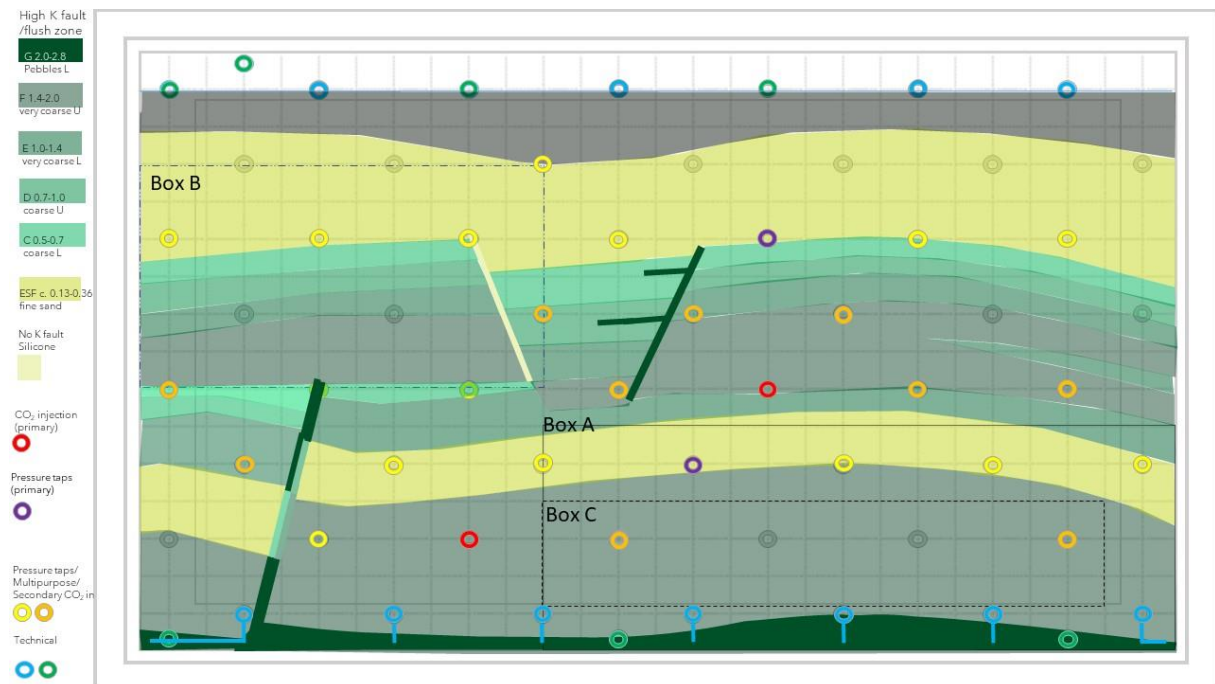 High K fault
/flush zone
G 2.0-2.8
Pebbles L
F 1.4-2.0
very coarse U
E 1.0-1.4
very coarse L
D 0.7-1.0
coarse U
C 0.5-0.7
coarse L
ESF c. 0.13-0.36
fine sand
No K fault
Silicone
CO₂ injection
(primary)
Pressure taps
(primary)
Pressure taps/
Multipurpose/
Secondary CO₂ in
Technical
Box B
Box A
Box C